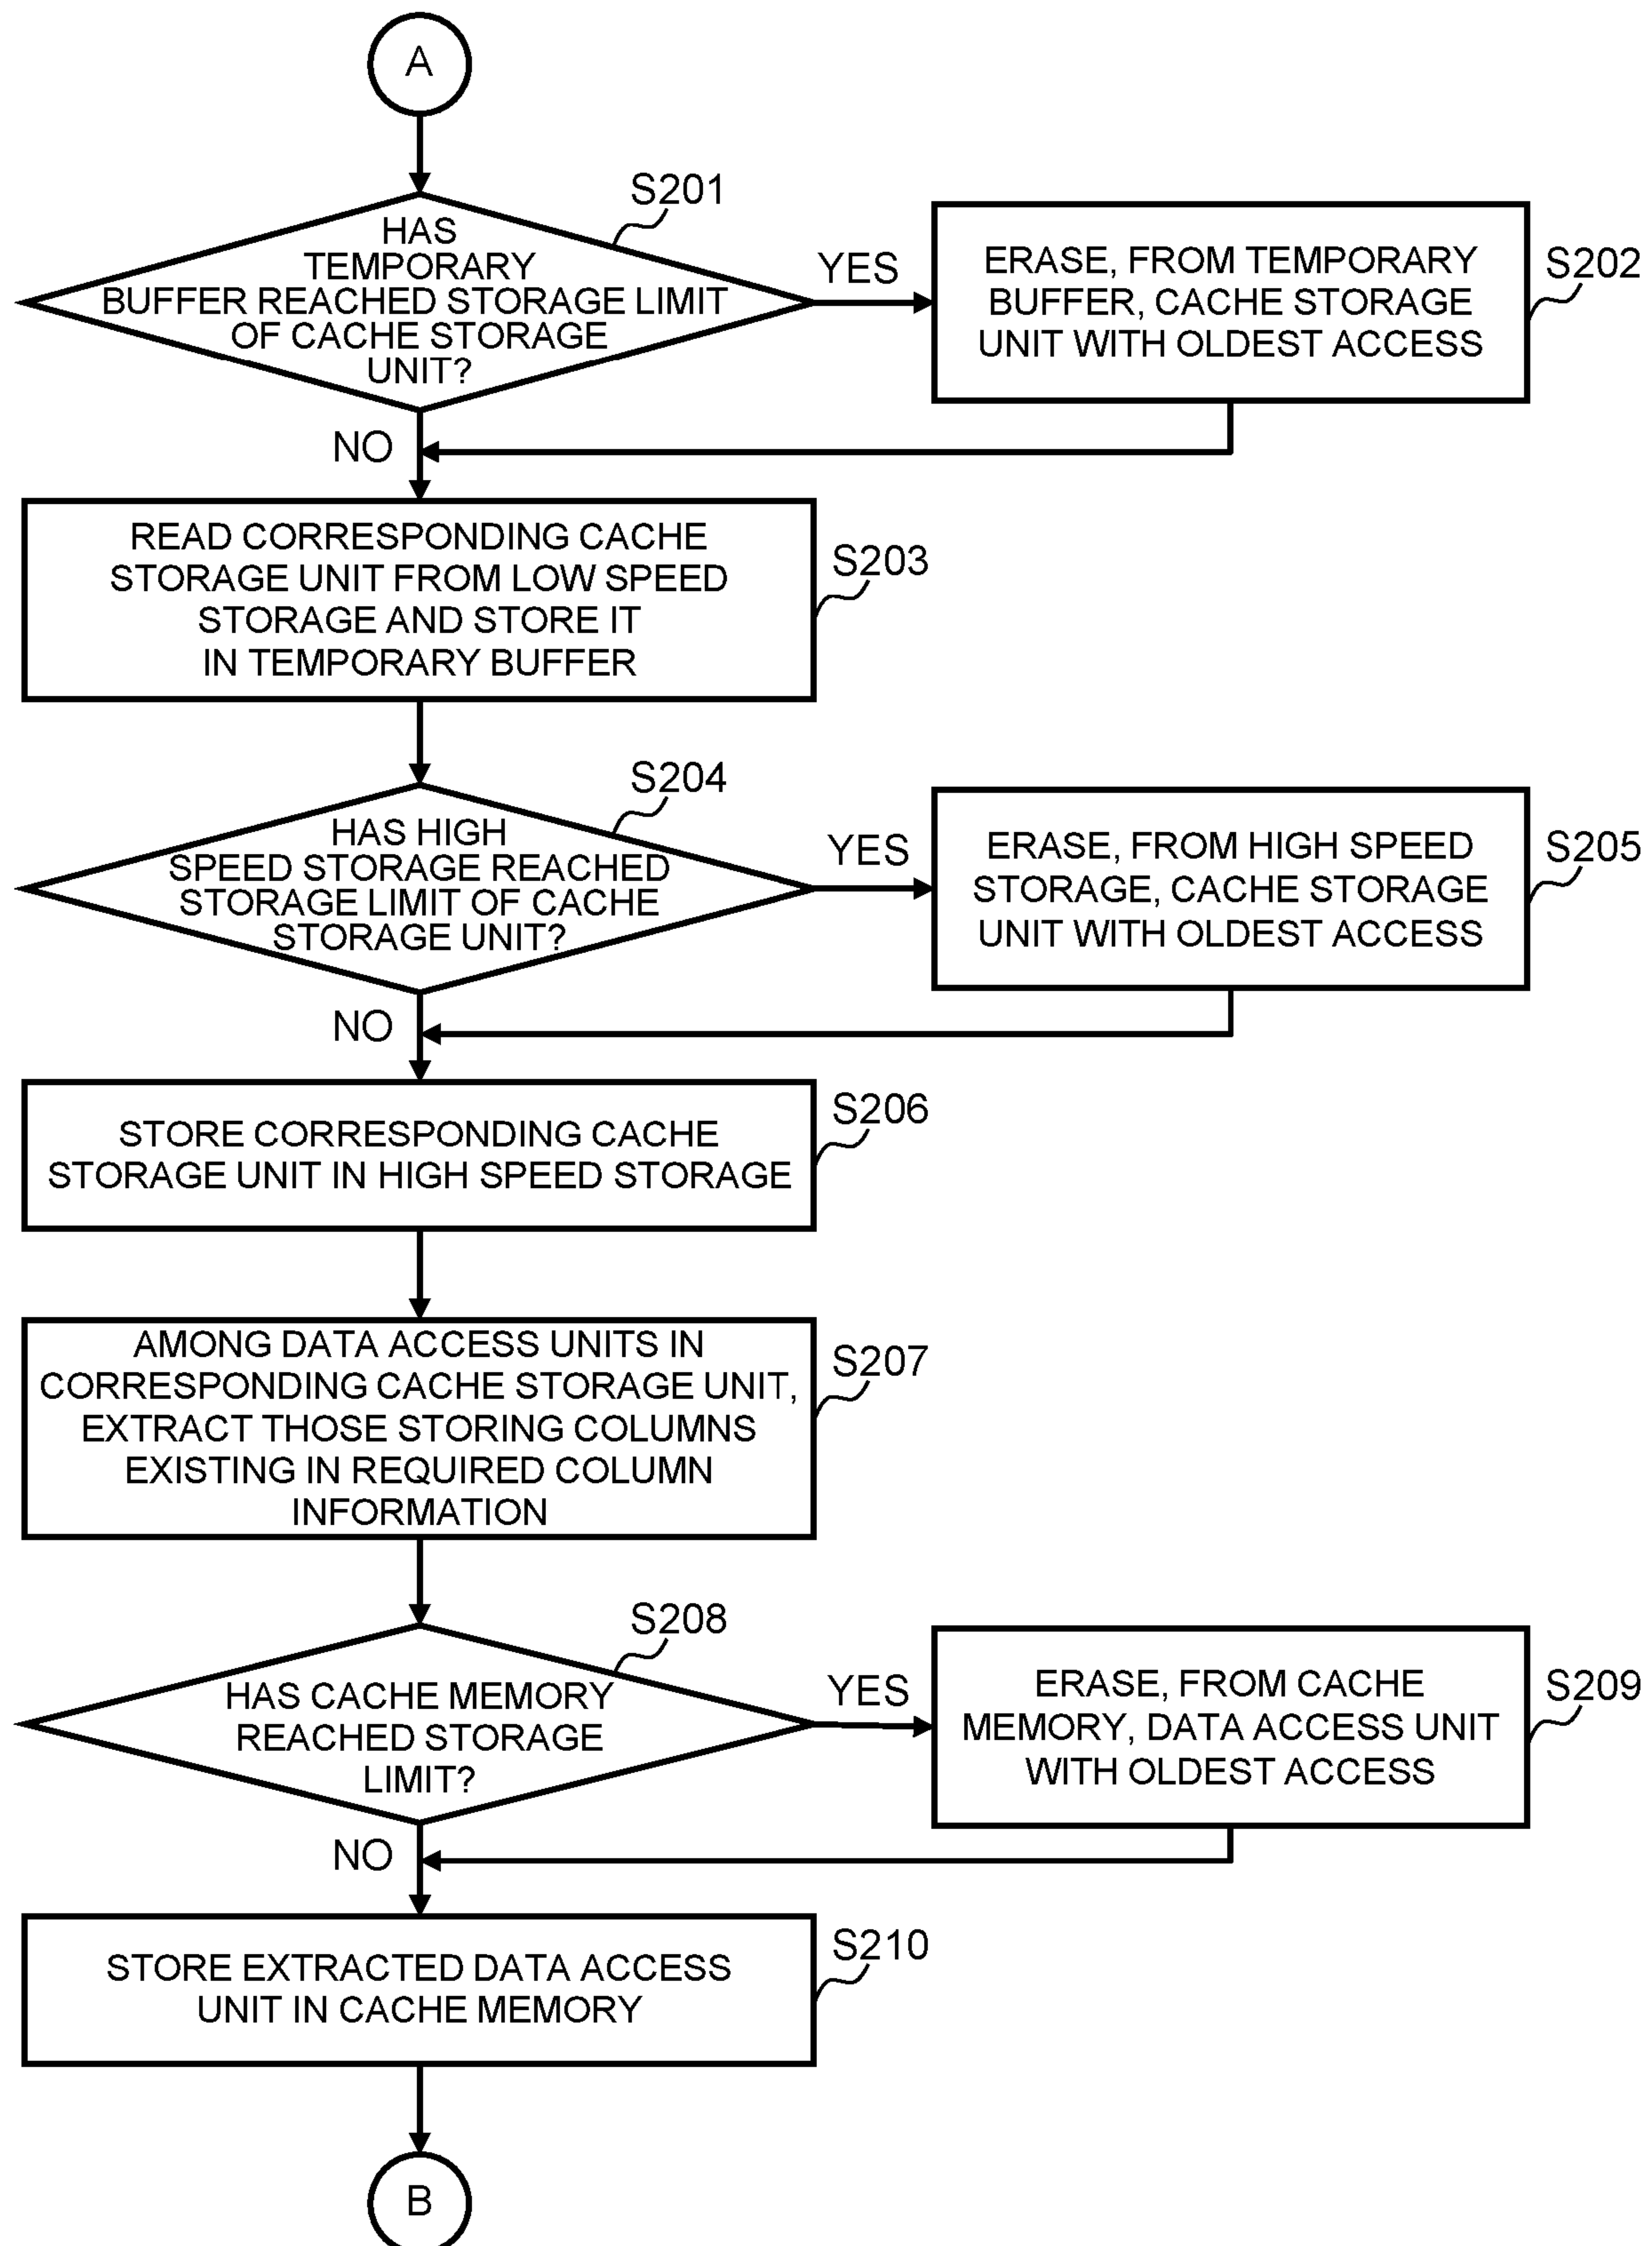 A
S201
HAS
TEMPORARY
BUFFER REACHED STORAGE LIMIT
OF CACHE STORAGE
UNIT?
YES
ERASE, FROM TEMPORARY
BUFFER, CACHE STORAGE
UNIT WITH OLDEST ACCESS
S202
NO
READ CORRESPONDING CACHE
STORAGE UNIT FROM LOW SPEED
STORAGE AND STORE IT
IN TEMPORARY BUFFER
S203
S204
HAS HIGH
SPEED STORAGE REACHED
STORAGE LIMIT OF CACHE
STORAGE UNIT?
YES
ERASE, FROM HIGH SPEED
STORAGE, CACHE STORAGE
UNIT WITH OLDEST ACCESS
S205
NO
STORE CORRESPONDING CACHE
STORAGE UNIT IN HIGH SPEED STORAGE
S206
AMONG DATA ACCESS UNITS IN
CORRESPONDING CACHE STORAGE UNIT,
EXTRACT THOSE STORING COLUMNS
EXISTING IN REQUIRED COLUMN
INFORMATION
S207
S208
HAS CACHE MEMORY
REACHED STORAGE
LIMIT?
YES
ERASE, FROM CACHE
MEMORY, DATA ACCESS UNIT
WITH OLDEST ACCESS
S209
NO
STORE EXTRACTED DATA ACCESS
UNIT IN CACHE MEMORY
S210
B